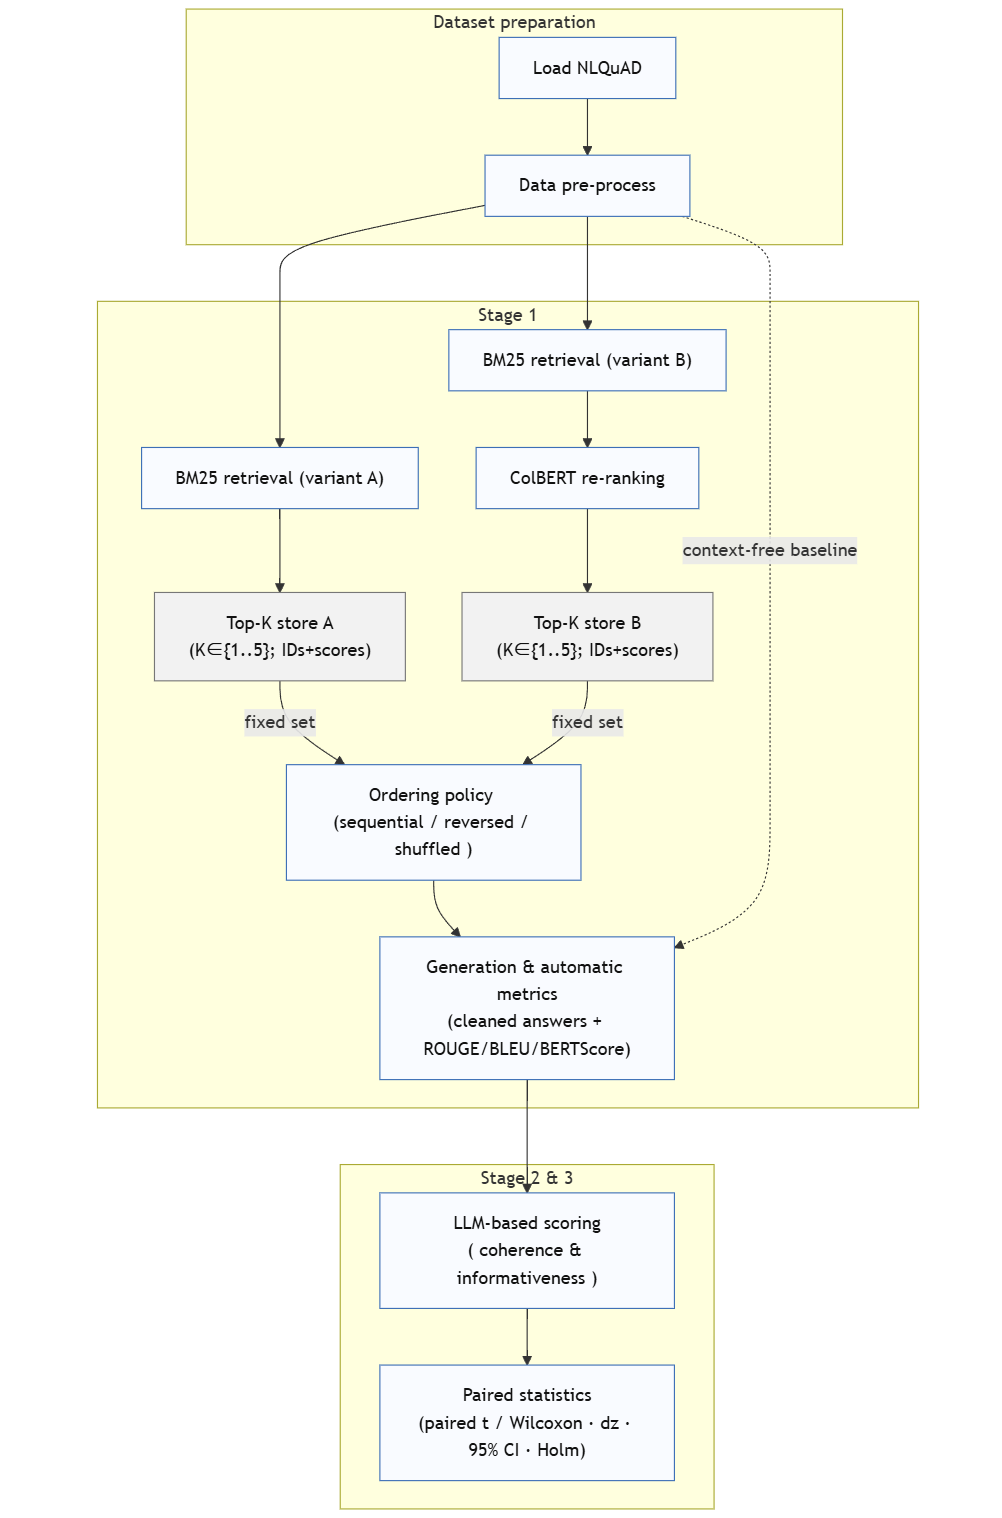 Dataset preparation
Load NLQuAD
Data pre-process
Stage 1
BM25 retrieval (variant B)
BM25 retrieval (variant A)
ColBERT re-ranking
context-free baseline
Top-K store A
(K∈{1..5}; IDs+scores)
Top-K store B
(K∈{1..5}; IDs+scores)
fixed set
fixed set
Ordering policy
(sequential / reversed /
shuffled )
Generation & automatic
metrics
(cleaned answers +
ROUGE/BLEU/BERTScore)
Stage 2 & 3
LLM-based scoring
( coherence &
informativeness )
Paired statistics
(paired t / Wilcoxon · dz ·
95% CI · Holm)